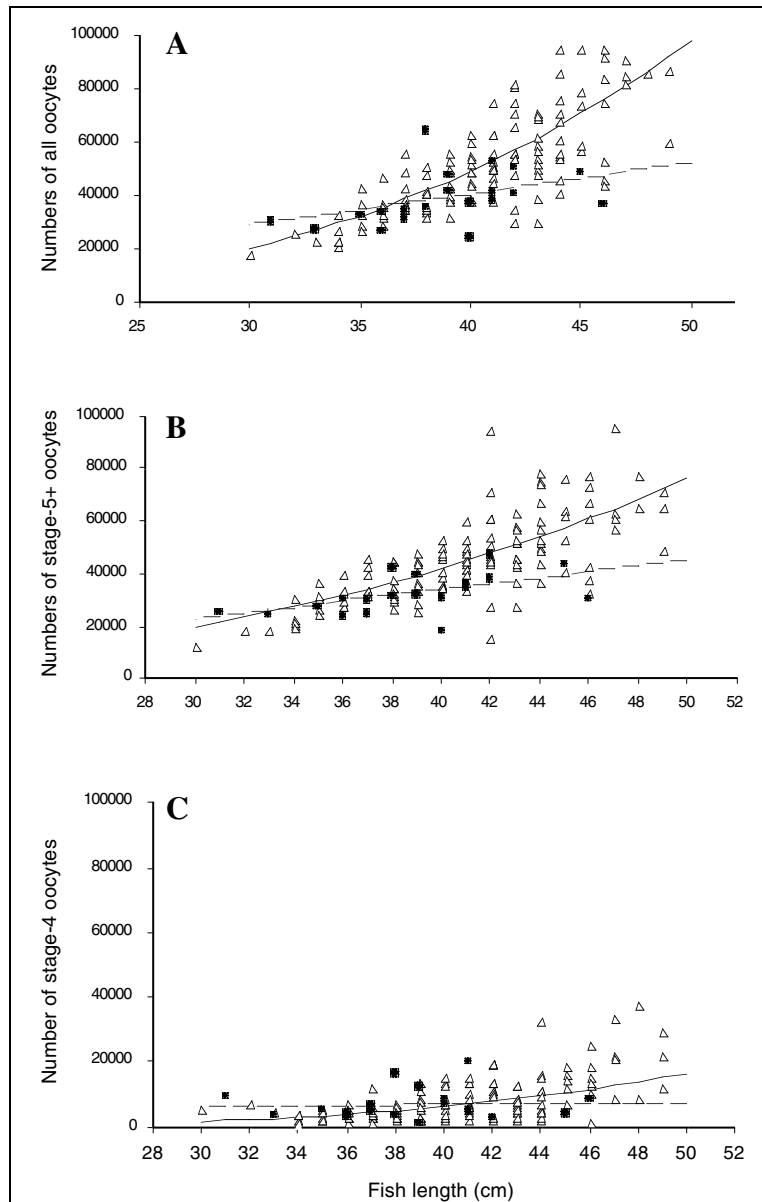 A
100000
80000
60000
40000
20000
0
Numbers of all oocytes
25 30 35 40 45 50
B
100000
80000
60000
40000
20000
0
Numbers of stage-5+ oocytes
28 30 32 34 36 38 40 42 44 46 48 50 52
C
100000
80000
60000
40000
20000
0
Number of stage-4 oocytes
28 30 32 34 36 38 40 42 44 46 48 50 52
Fish length (cm)